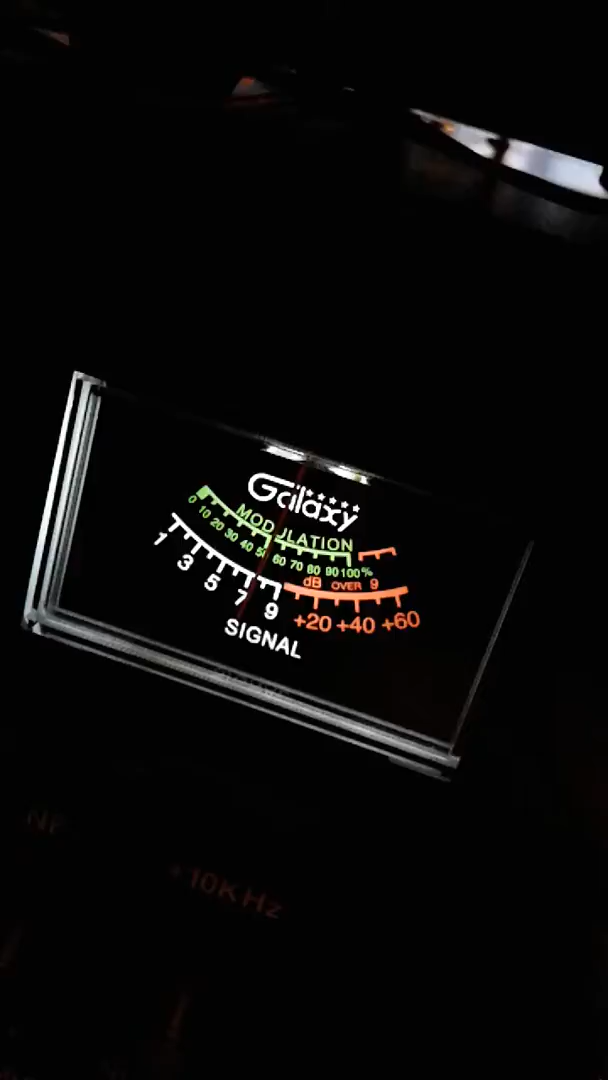 Galaxy
MODULATION
0 10 20 30 40 50 60 70 80 90 100%
dB OVER 9
1 3 5 7 9 +20 +40 +60
SIGNAL
+10KHz